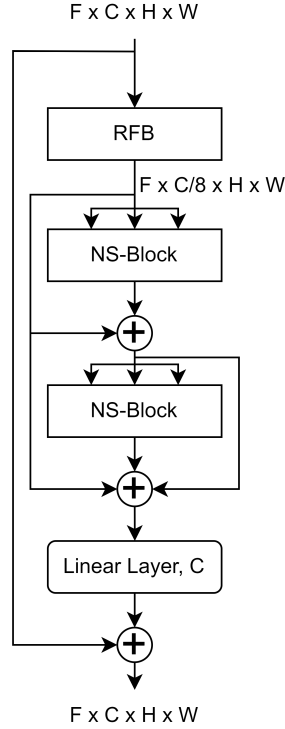 F x C x H x W
RFB
F x C/8 x H x W
NS-Block
+
NS-Block
+
Linear Layer, C
+
F x C x H x W